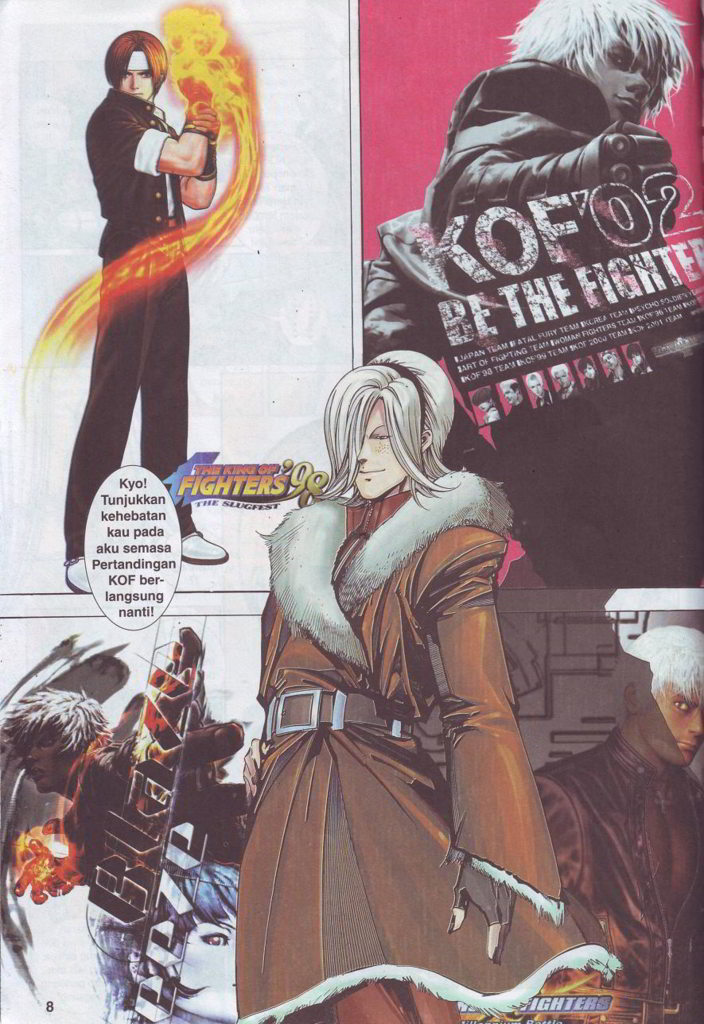 KOF'02
BE THE FIGHTER
JAPAN TEAM FATAL FURY TEAM KOREA TEAM PSYCHO SOLDIER
ART OF FIGHTING TEAM WOMAN FIGHTERS TEAM KOF'96 TEAM
KOF'98 TEAM KOF'99 TEAM KOF 2000 TEAM KOF 2001 TEAM
THE KING OF
FIGHTERS'98
THE SLUGFEST
Kyo!
Tunjukkan
kehebatan
kau pada
aku semasa
Pertandingan
KOF ber-
langsung
nanti!
FIGHTERS
Millennium Battle
8